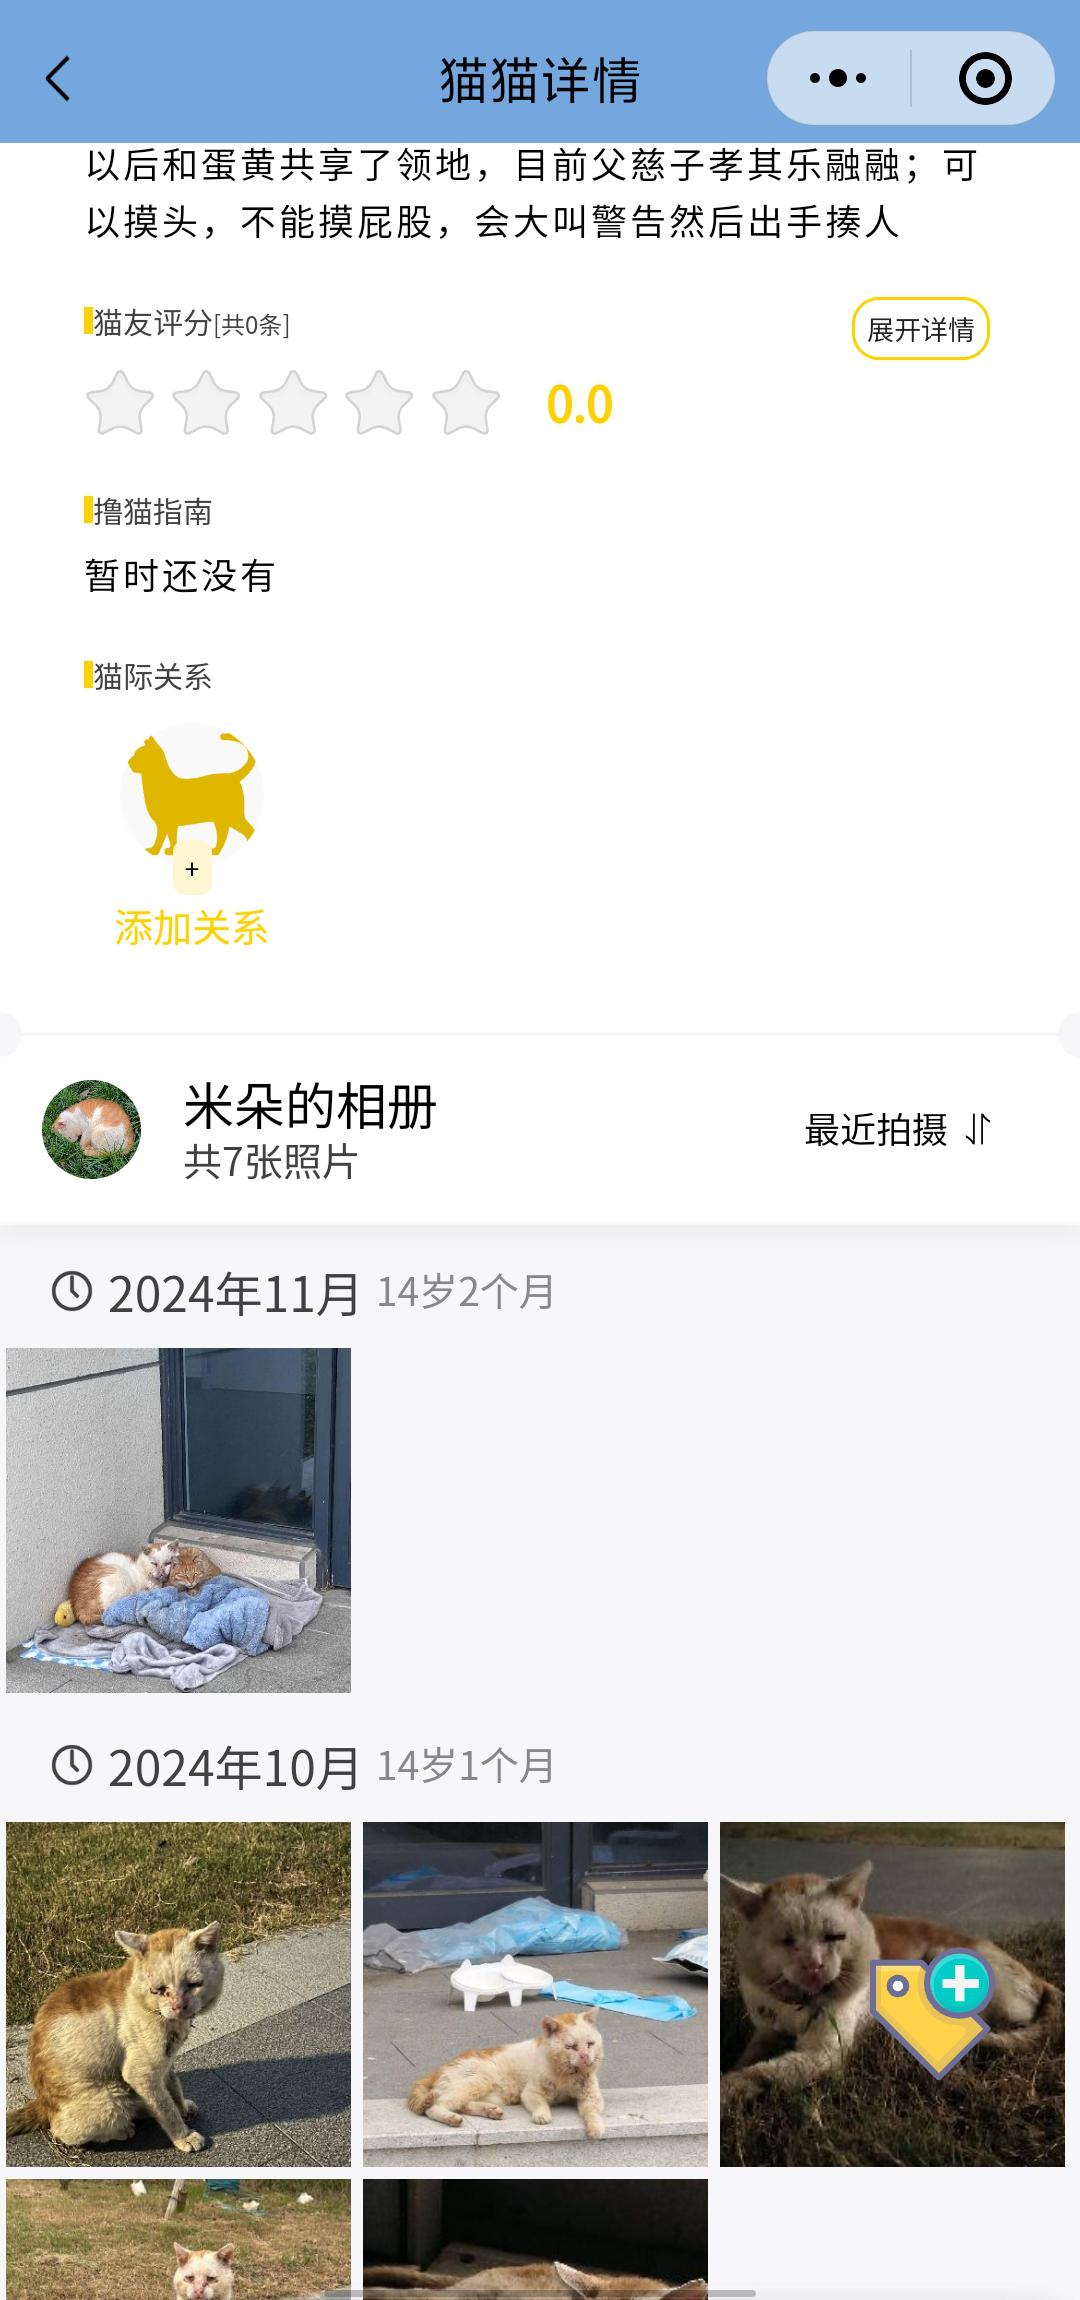 猫猫详情
以后和蛋黄共享了领地，目前父慈子孝其乐融融；可
以摸头，不能摸屁股，会大叫警告然后出手揍人
猫友评分[共0条]
展开详情
0.0
撸猫指南
暂时还没有
猫际关系
+
添加关系
米朵的相册
共7张照片
最近拍摄
2024年11月 14岁2个月
2024年10月 14岁1个月